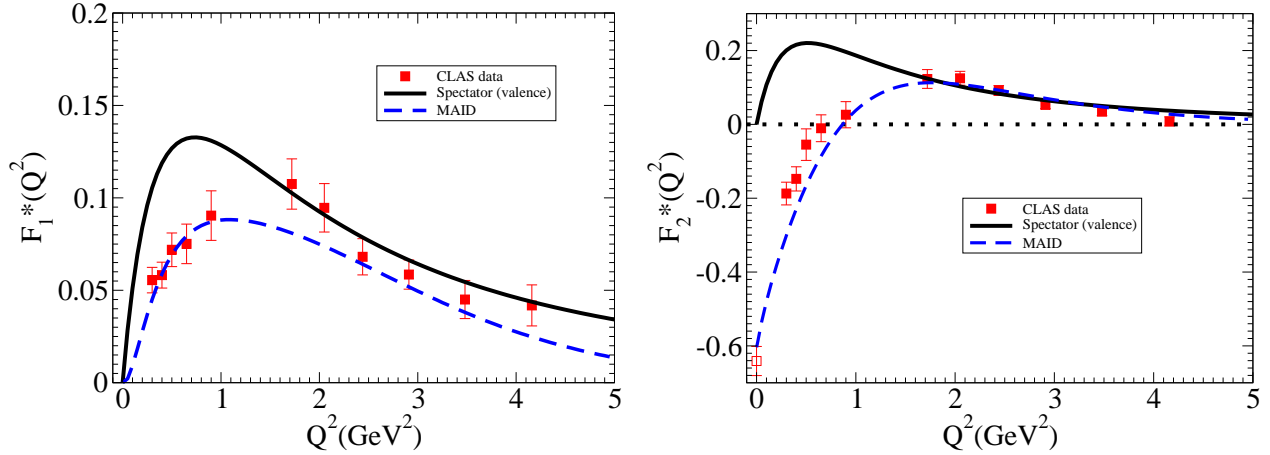 0.2
0.15
0.1
0.05
0
F₁*(Q²)
CLAS data
Spectator (valence)
MAID
0 1 2 3 4 5
Q²(GeV²)
0.2
0
-0.2
-0.4
-0.6
F₂*(Q²)
CLAS data
Spectator (valence)
MAID
0 1 2 3 4 5
Q²(GeV²)